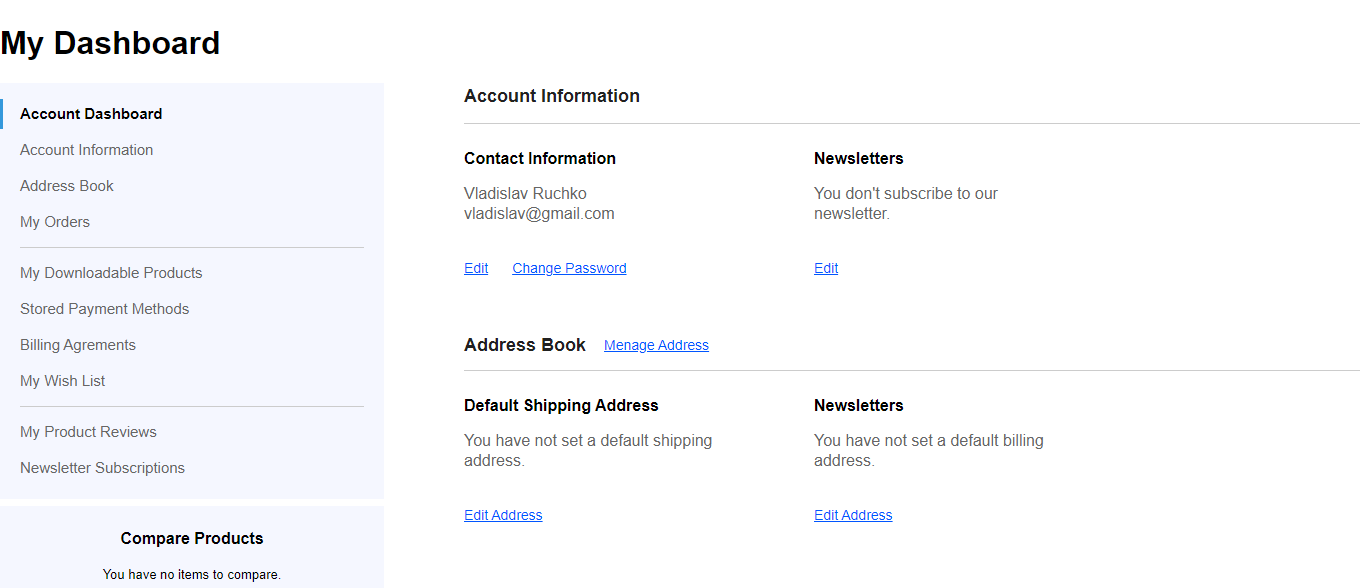 My Dashboard
Account Dashboard
Account Information
Address Book
My Orders
My Downloadable Products
Stored Payment Methods
Billing Agrements
My Wish List
My Product Reviews
Newsletter Subscriptions
Compare Products
You have no items to compare.
Account Information
Contact Information
Vladislav Ruchko
vladislav@gmail.com
Edit Change Password
Newsletters
You don't subscribe to our
newsletter.
Edit
Address Book Menage Address
Default Shipping Address
You have not set a default shipping
address.
Edit Address
Newsletters
You have not set a default billing
address.
Edit Address